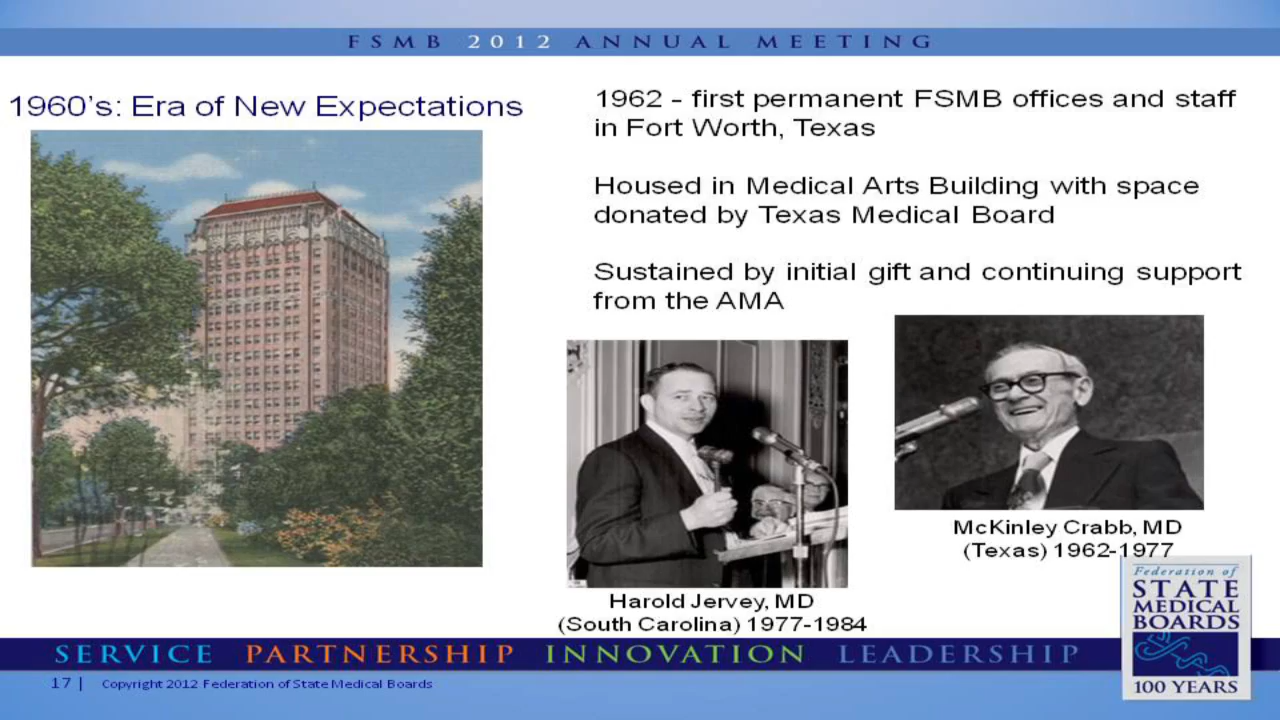 FSMB 2012 ANNUAL MEETING
1960's: Era of New Expectations
1962 - first permanent FSMB offices and staff
in Fort Worth, Texas
Housed in Medical Arts Building with space
donated by Texas Medical Board
Sustained by initial gift and continuing support
from the AMA
McKinley Crabb, MD
(Texas) 1962-1977
Harold Jervey, MD
(South Carolina) 1977-1984
Federation of
STATE
MEDICAL
BOARDS
100 YEARS
SERVICE PARTNERSHIP INNOVATION LEADERSHIP
17 | Copyright 2012 Federation of State Medical Boards